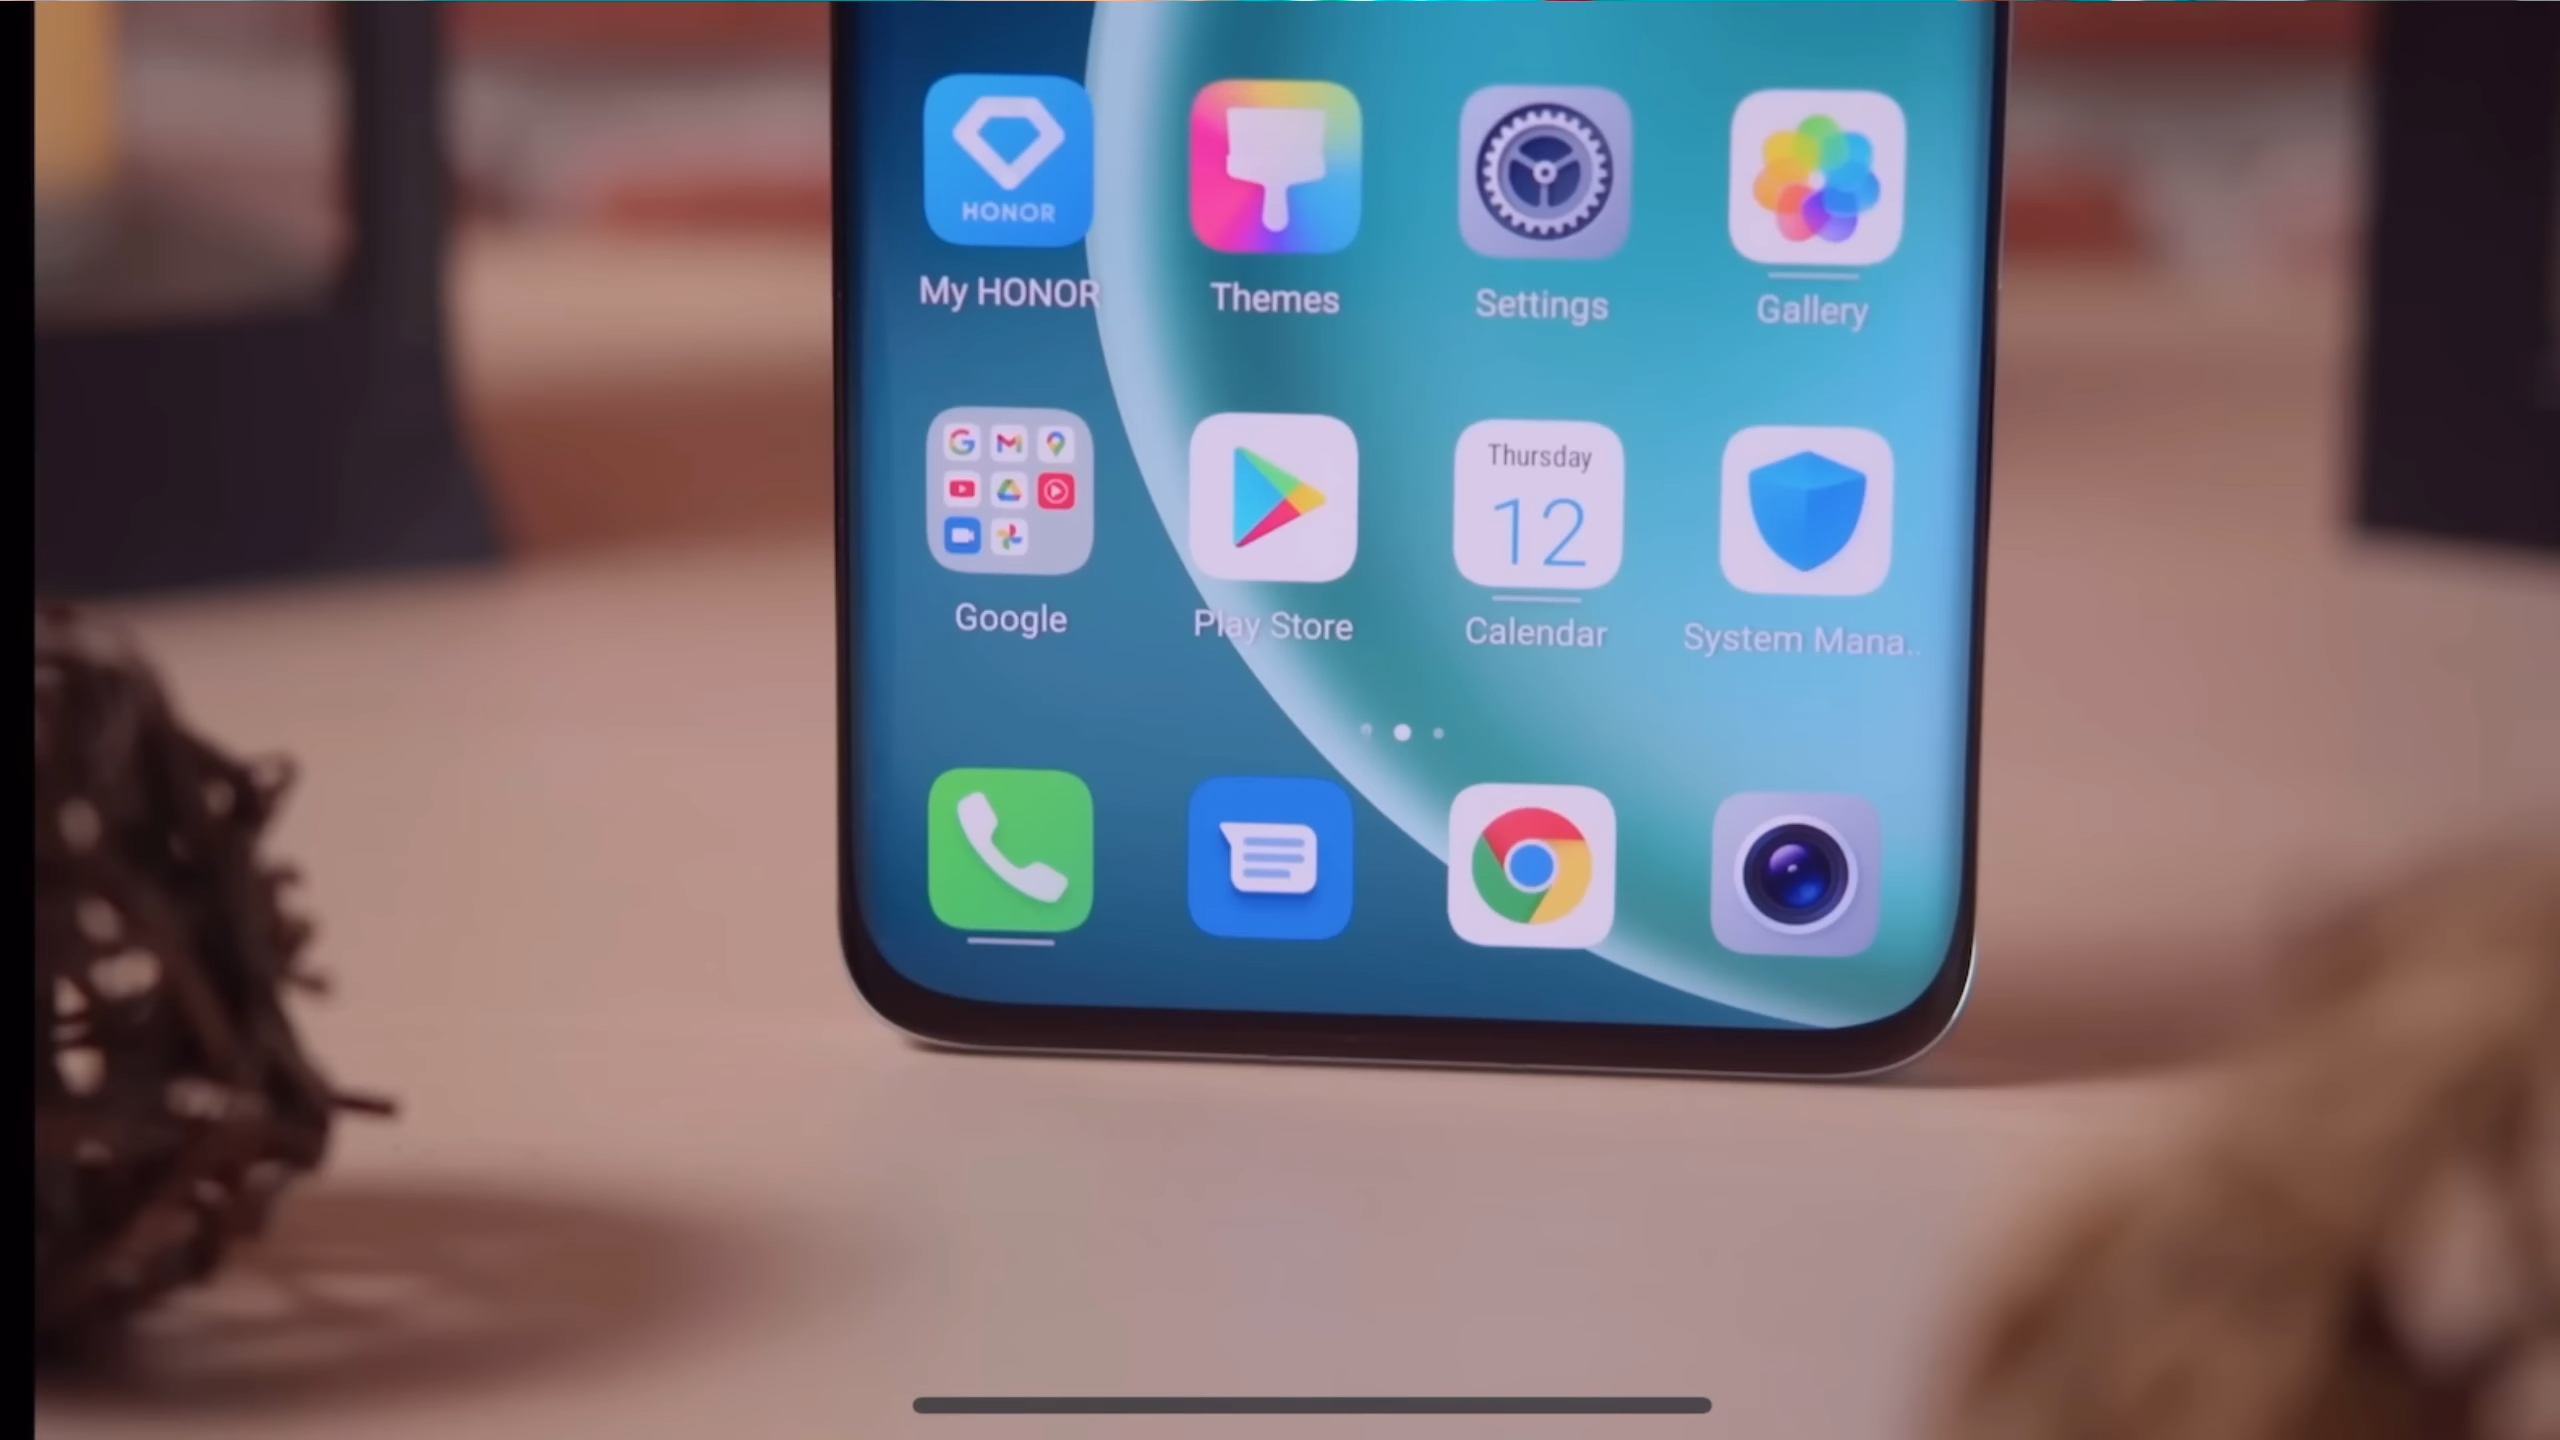 HONOR
My HONOR
Themes
Settings
Gallery
Thursday
12
Google
Play Store
Calendar
System Mana..